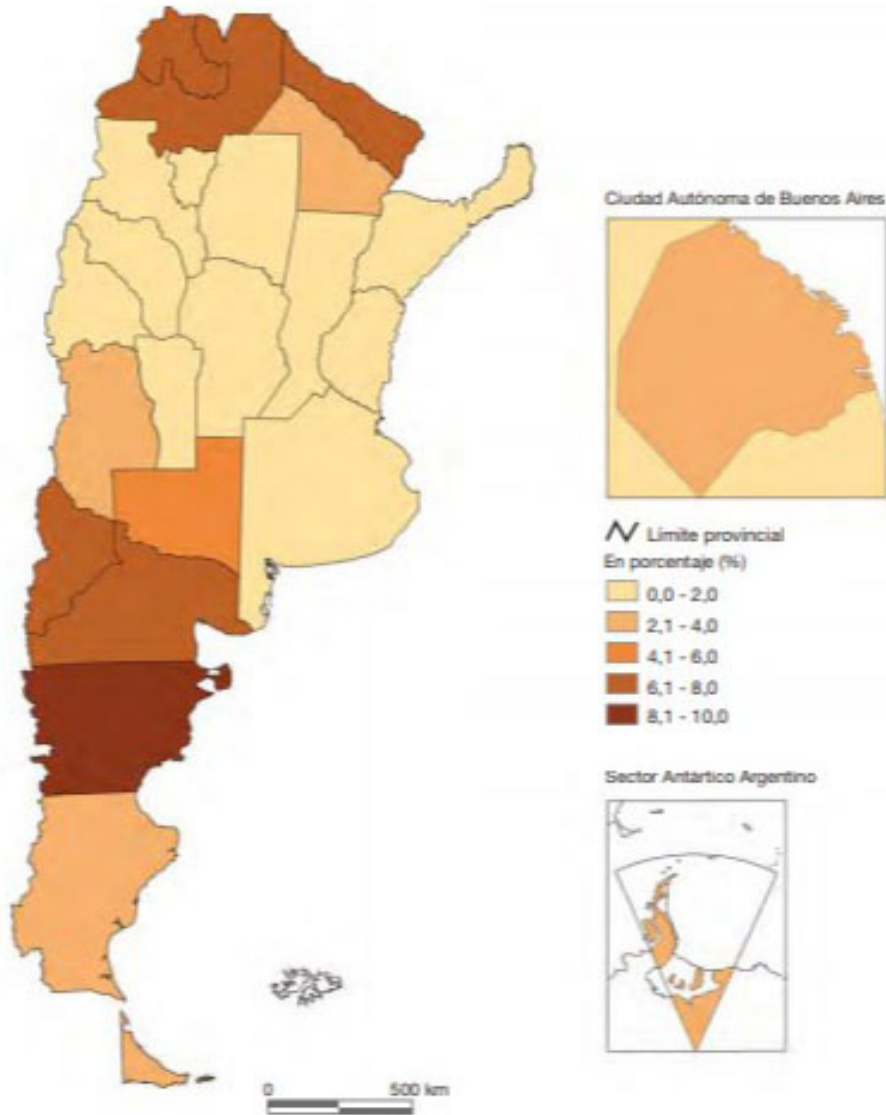 Ciudad Autónoma de Buenos Aires
Límite provincial
En porcentaje (%)
0,0 - 2,0
2,1 - 4,0
4,1 - 6,0
6,1 - 8,0
8,1 - 10,0
Sector Antártico Argentino
0 500 km